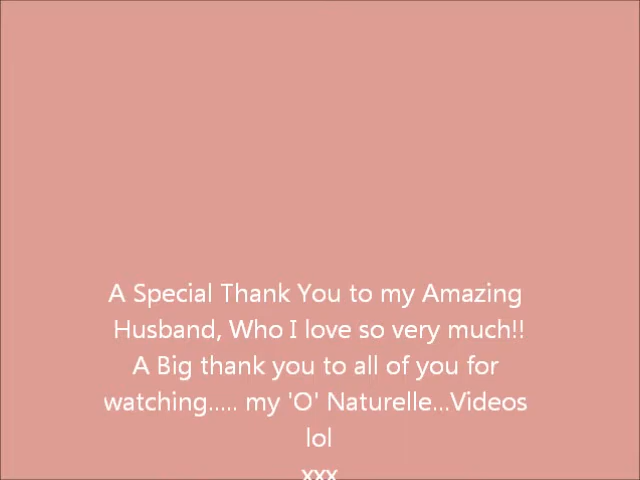 A Special Thank You to my Amazing
Husband, Who I love so very much!!
A Big thank you to all of you for
watching..... my 'O' Naturelle...Videos
lol
xxx